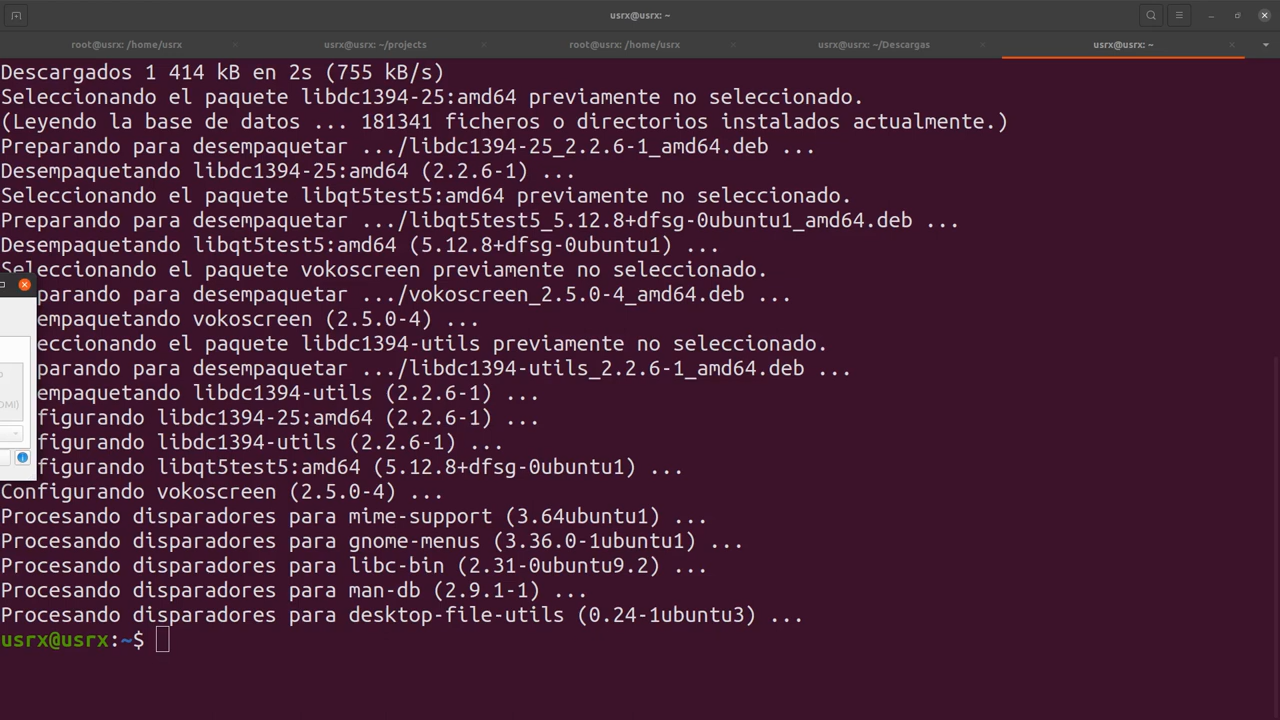 usrx@usrx: ~
root@usrx: /home/usrx
usrx@usrx: ~/projects
root@usrx: /home/usrx
usrx@usrx: ~/Descargas
usrx@usrx: ~
Descargados 1 414 kB en 2s (755 kB/s)
Seleccionando el paquete libdc1394-25:amd64 previamente no seleccionado.
(Leyendo la base de datos ... 181341 ficheros o directorios instalados actualmente.)
Preparando para desempaquetar .../libdc1394-25_2.2.6-1_amd64.deb ...
Desempaquetando libdc1394-25:amd64 (2.2.6-1) ...
Seleccionando el paquete libqt5test5:amd64 previamente no seleccionado.
Preparando para desempaquetar .../libqt5test5_5.12.8+dfsg-0ubuntu1_amd64.deb ...
Desempaquetando libqt5test5:amd64 (5.12.8+dfsg-0ubuntu1) ...
Seleccionando el paquete vokoscreen previamente no seleccionado.
parando para desempaquetar .../vokoscreen_2.5.0-4_amd64.deb ...
empaquetando vokoscreen (2.5.0-4) ...
eccionando el paquete libdc1394-utils previamente no seleccionado.
parando para desempaquetar .../libdc1394-utils_2.2.6-1_amd64.deb ...
empaquetando libdc1394-utils (2.2.6-1) ...
OMI)
figurando libdc1394-25:amd64 (2.2.6-1) ...
figurando libdc1394-utils (2.2.6-1) ...
figurando libqt5test5:amd64 (5.12.8+dfsg-0ubuntu1) ...
Configurando vokoscreen (2.5.0-4) ...
Procesando disparadores para mime-support (3.64ubuntu1) ...
Procesando disparadores para gnome-menus (3.36.0-1ubuntu1) ...
Procesando disparadores para libc-bin (2.31-0ubuntu9.2) ...
Procesando disparadores para man-db (2.9.1-1) ...
Procesando disparadores para desktop-file-utils (0.24-1ubuntu3) ...
usrx@usrx:~$